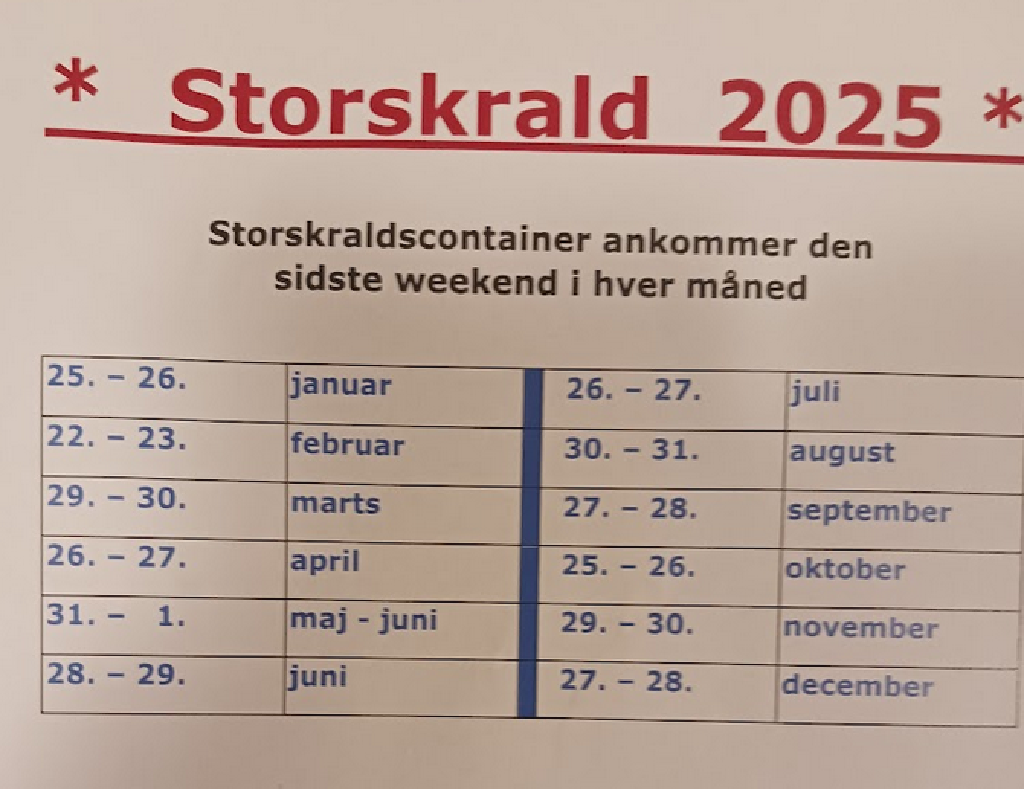 * Storskrald 2025 *
Storskraldscontainer ankommer den
sidste weekend i hver måned
25. – 26. januar 26. – 27. juli
22. – 23. februar 30. – 31. august
29. – 30. marts 27. – 28. september
26. – 27. april 25. – 26. oktober
31. – 1. maj - juni 29. – 30. november
28. – 29. juni 27. – 28. december